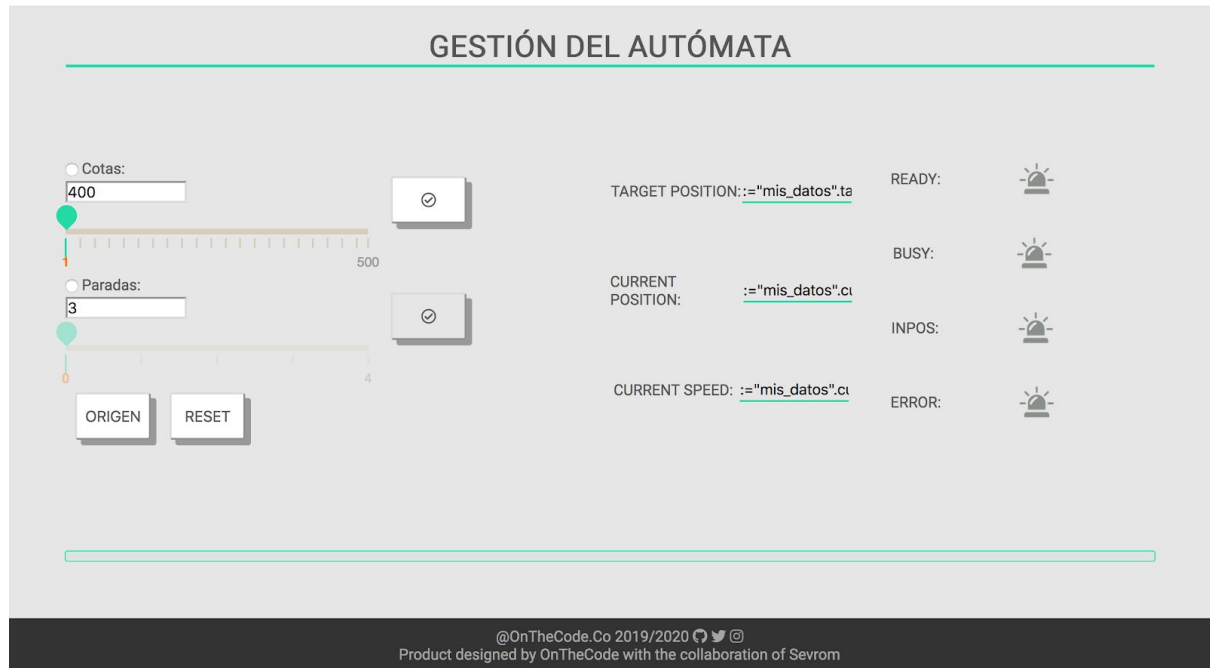 GESTIÓN DEL AUTÓMATA
Cotas:
400
1
500
Paradas:
3
0
4
ORIGEN
RESET
TARGET POSITION:
:="mis_datos".ta
CURRENT
POSITION:
:="mis_datos".cu
CURRENT SPEED:
:="mis_datos".cu
READY:
BUSY:
INPOS:
ERROR:
@OnTheCode.Co 2019/2020
Product designed by OnTheCode with the collaboration of Sevrom